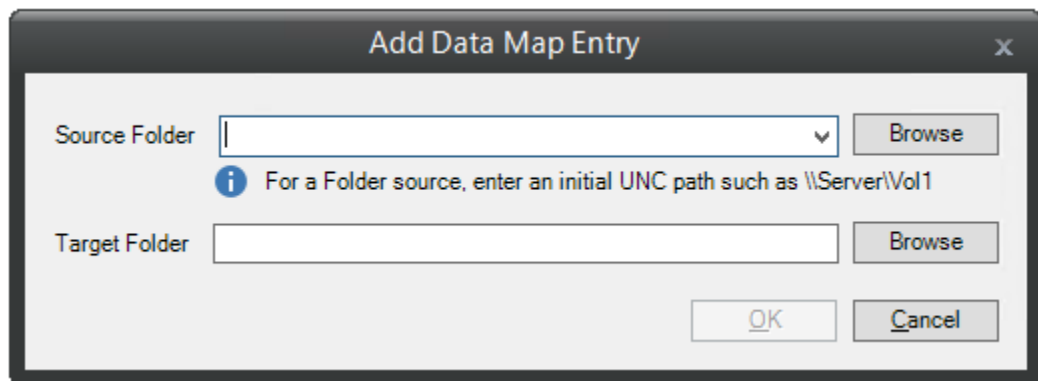 Add Data Map Entry
x
Source Folder
Browse
For a Folder source, enter an initial UNC path such as \\Server\Vol1
Target Folder
Browse
OK
Cancel